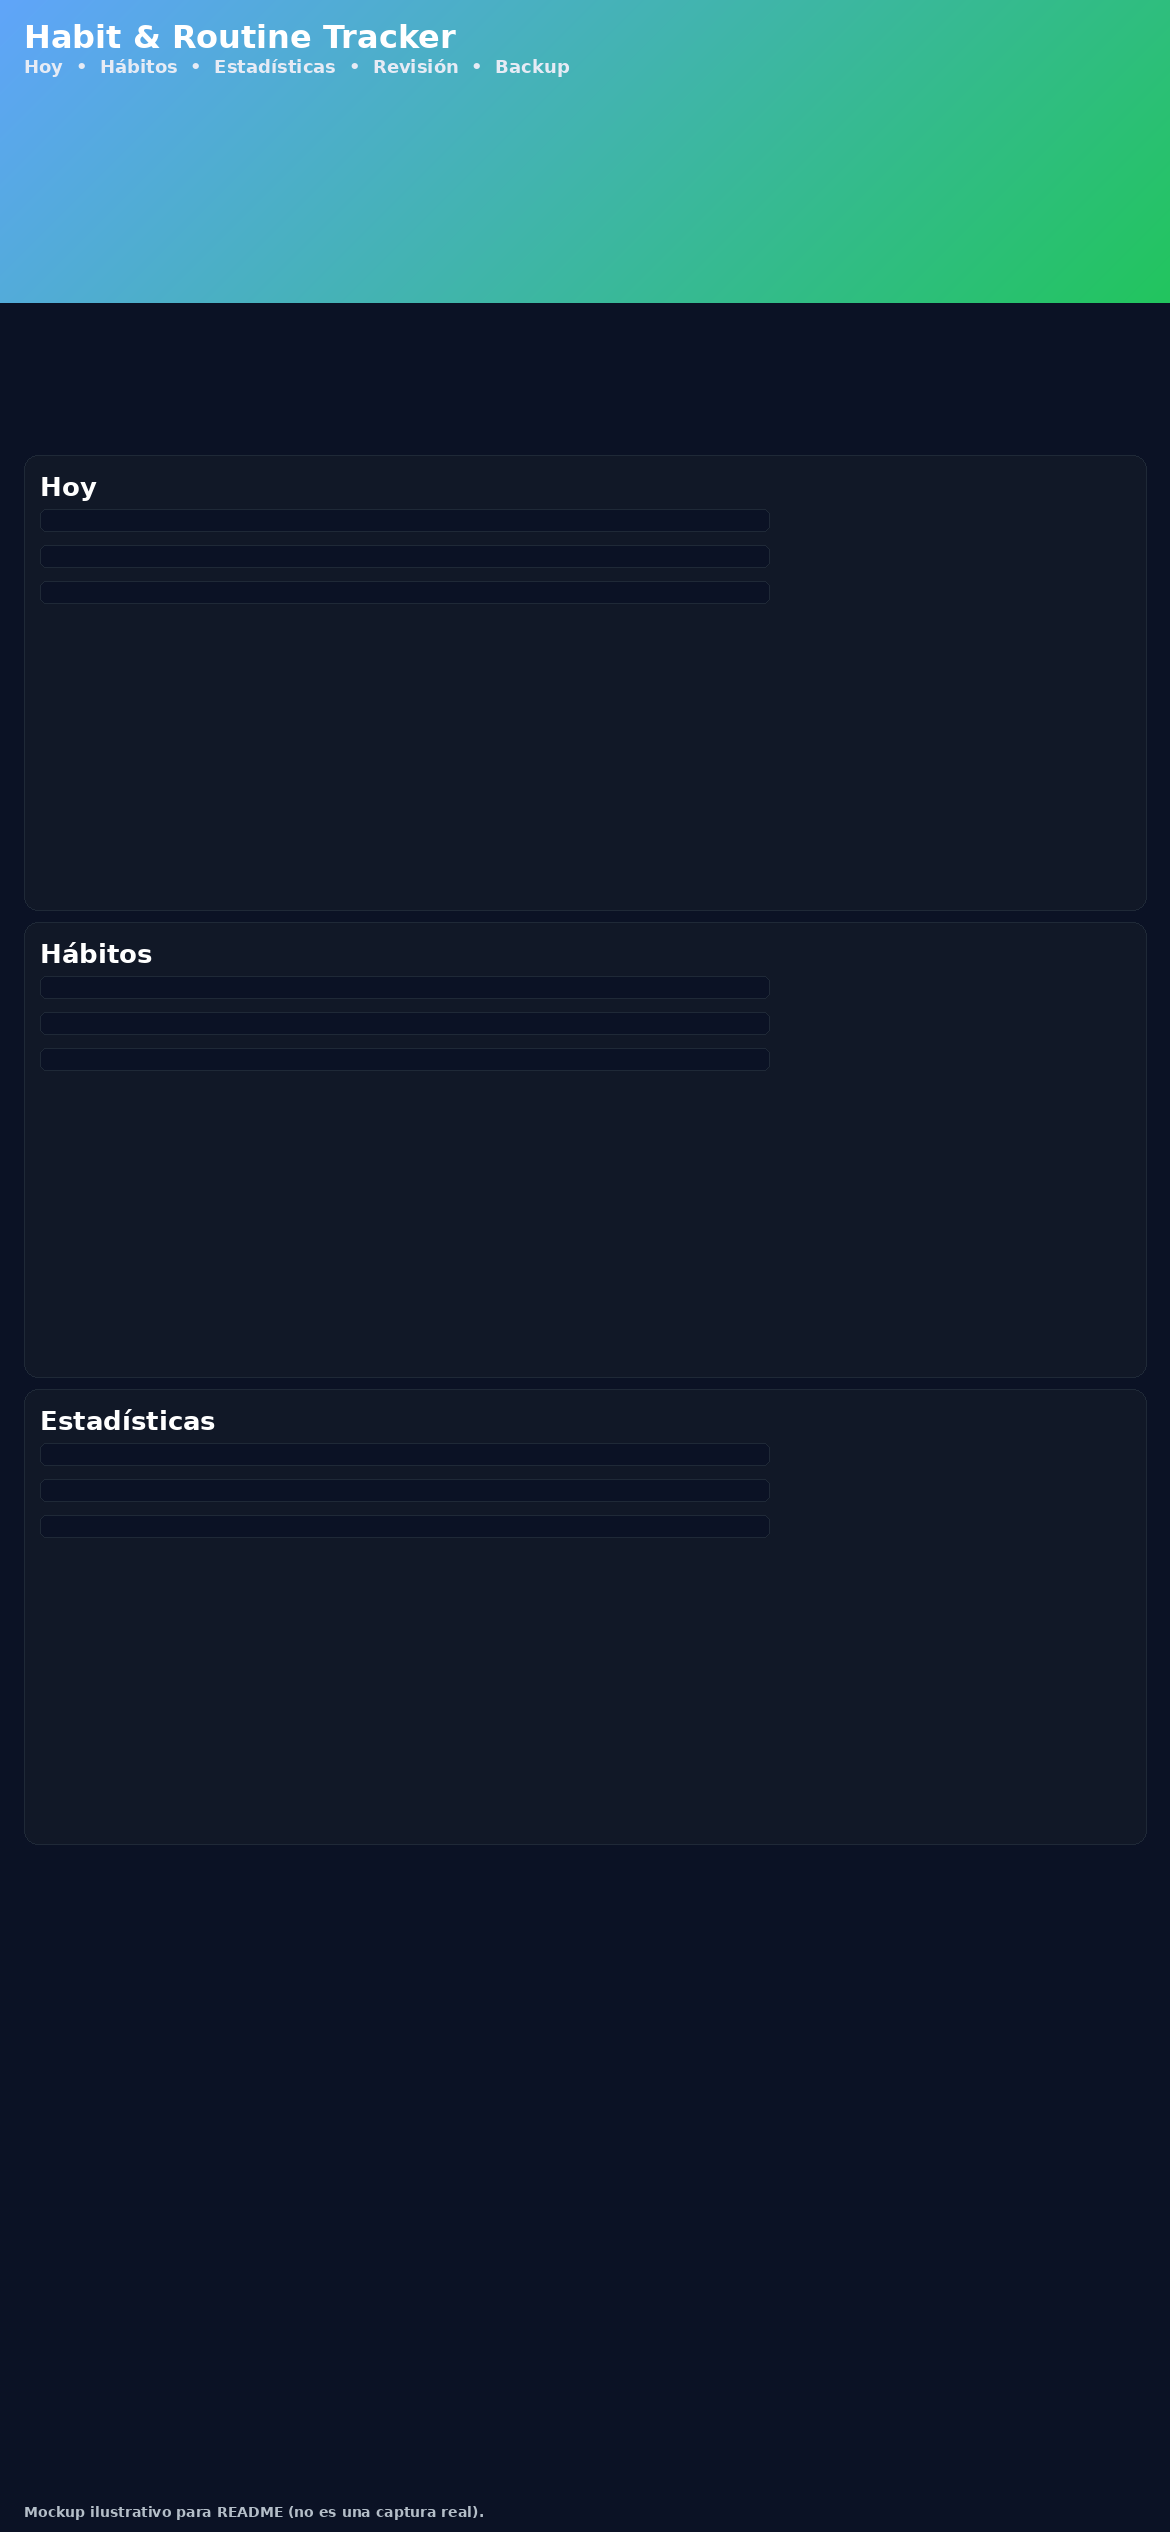 Habit & Routine Tracker
Hoy • Hábitos • Estadísticas • Revisión • Backup
Hoy
Hábitos
Estadísticas
Mockup ilustrativo para README (no es una captura real).